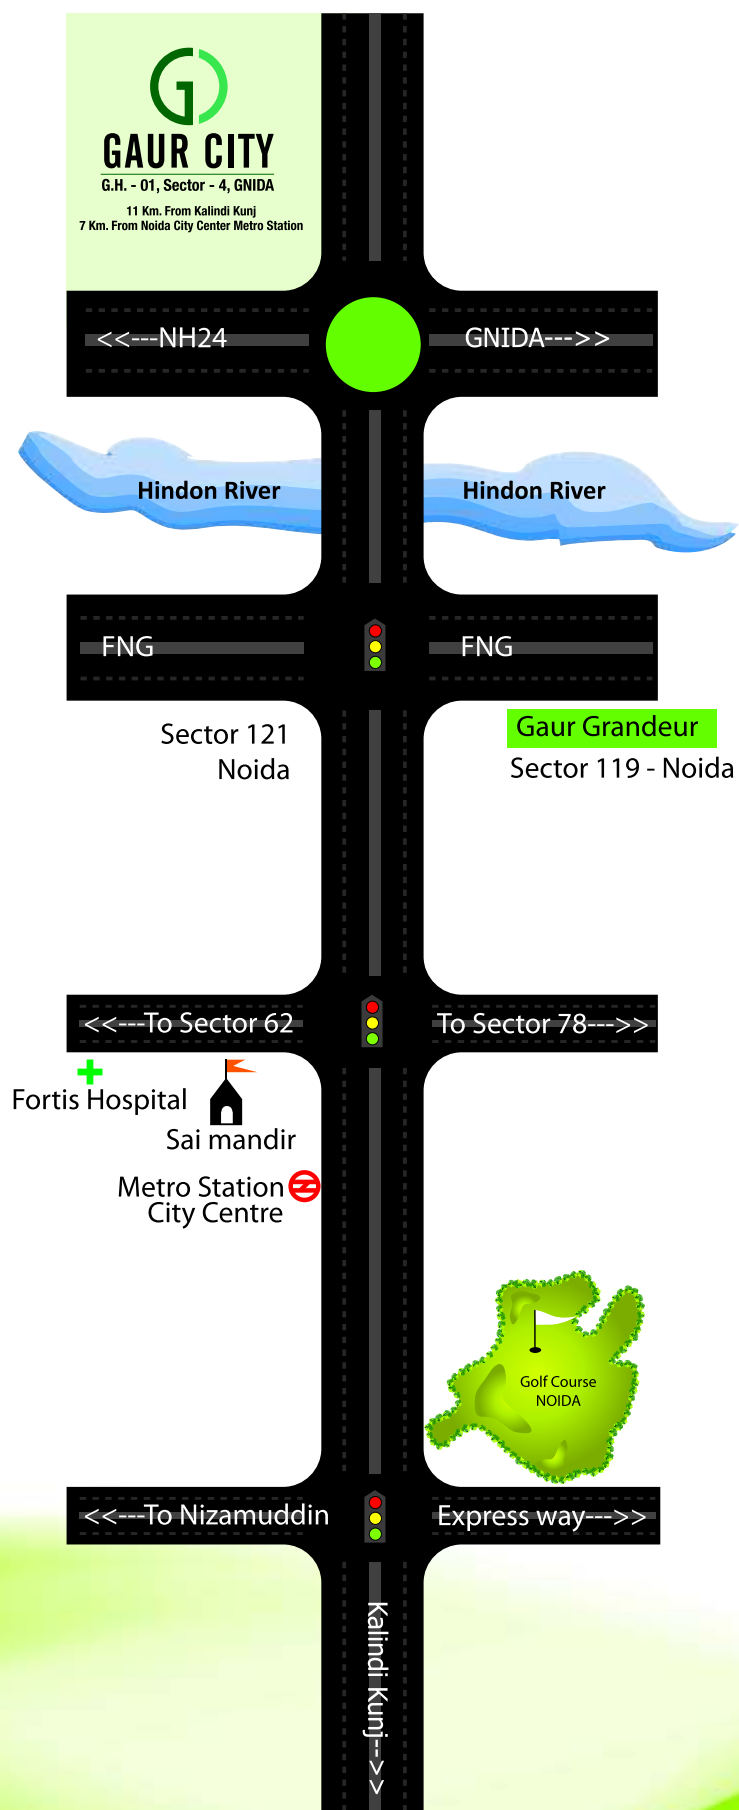 GAUR CITY
G.H. - 01, Sector - 4, GNIDA
11 Km. From Kalindi Kunj
7 Km. From Noida City Center Metro Station
<<---NH24
GNIDA--->>
Hindon River
Hindon River
FNG
FNG
Sector 121
Noida
Gaur Grandeur
Sector 119 - Noida
<<---To Sector 62
To Sector 78--->>
Fortis Hospital
Sai mandir
Metro Station
City Centre
Golf Course
NOIDA
<<---To Nizamuddin
Express way--->>
Kalindi Kunj-->>